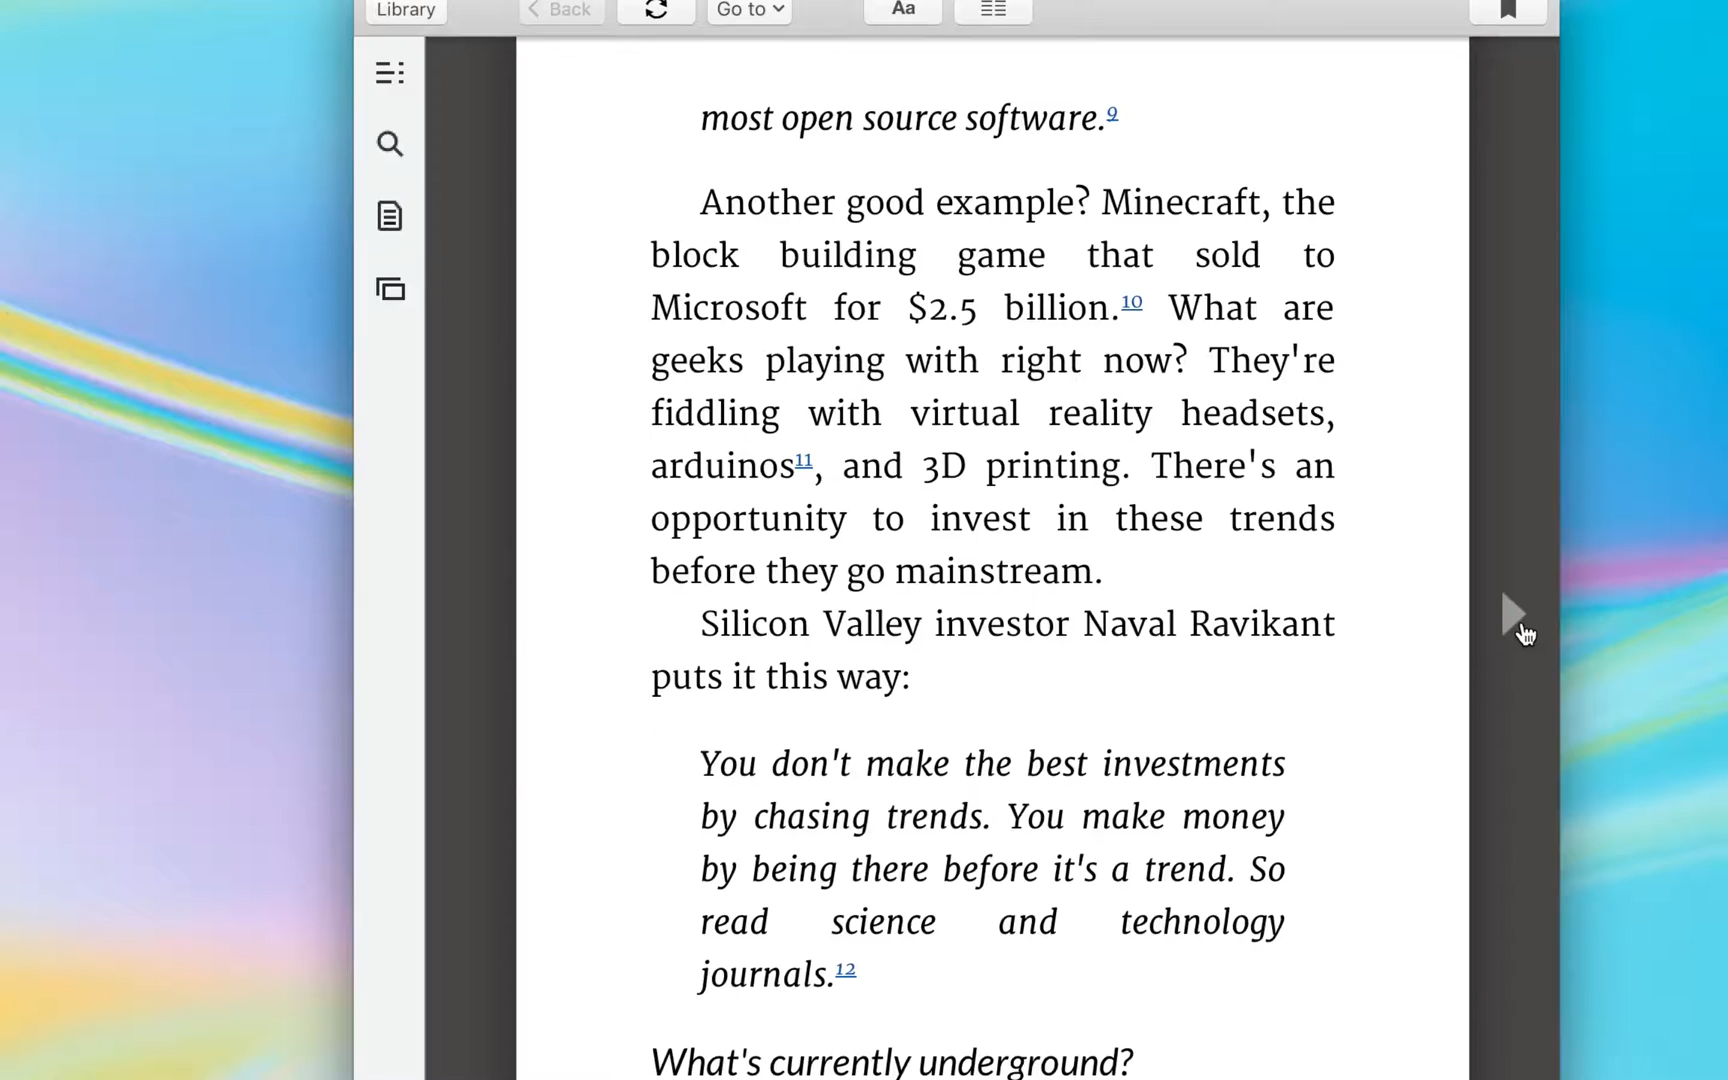 Library
Back
Go to
Aa
most open source software.9
Another good example? Minecraft, the
block building game that sold to
Microsoft for $2.5 billion.10 What are
geeks playing with right now? They're
fiddling with virtual reality headsets,
arduinos11, and 3D printing. There's an
opportunity to invest in these trends
before they go mainstream.
Silicon Valley investor Naval Ravikant
puts it this way:
You don't make the best investments
by chasing trends. You make money
by being there before it's a trend. So
read science and technology
journals.12
What's currently underground?